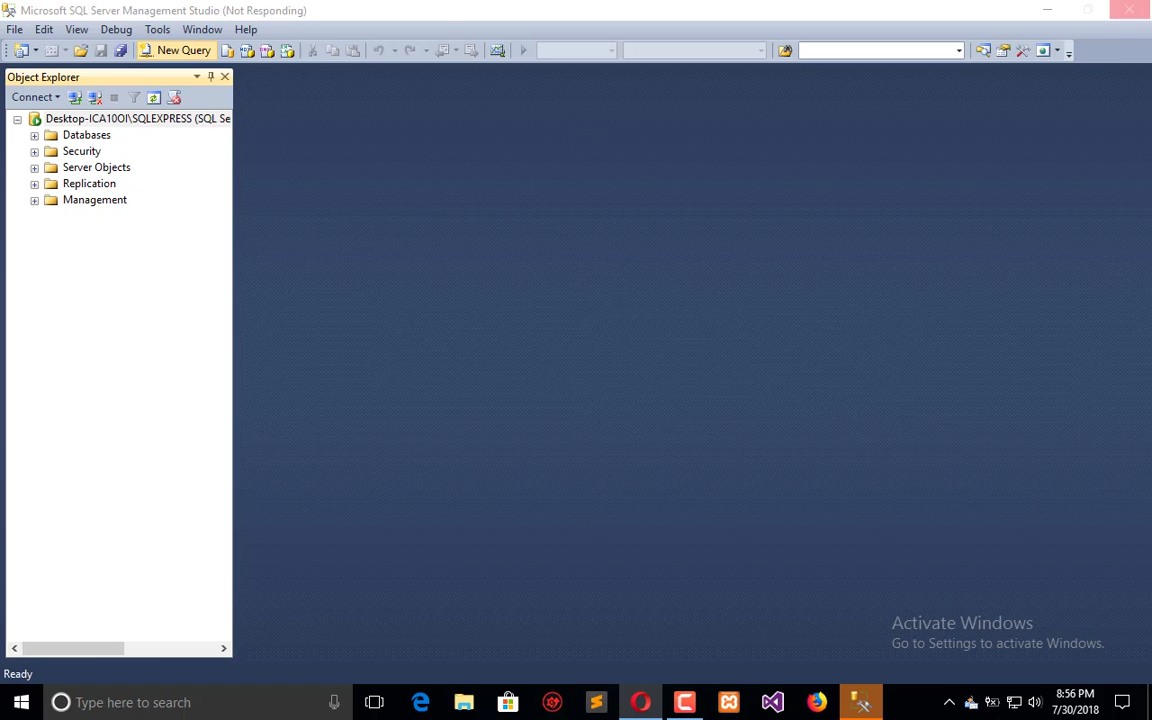 Microsoft SQL Server Management Studio (Not Responding)
File Edit View Debug Tools Window Help
New Query
Object Explorer
Connect
Desktop-ICA10OI\SQLEXPRESS (SQL Se
Databases
Security
Server Objects
Replication
Management
Activate Windows
Go to Settings to activate Windows.
Ready
Type here to search
8:56 PM
7/30/2018